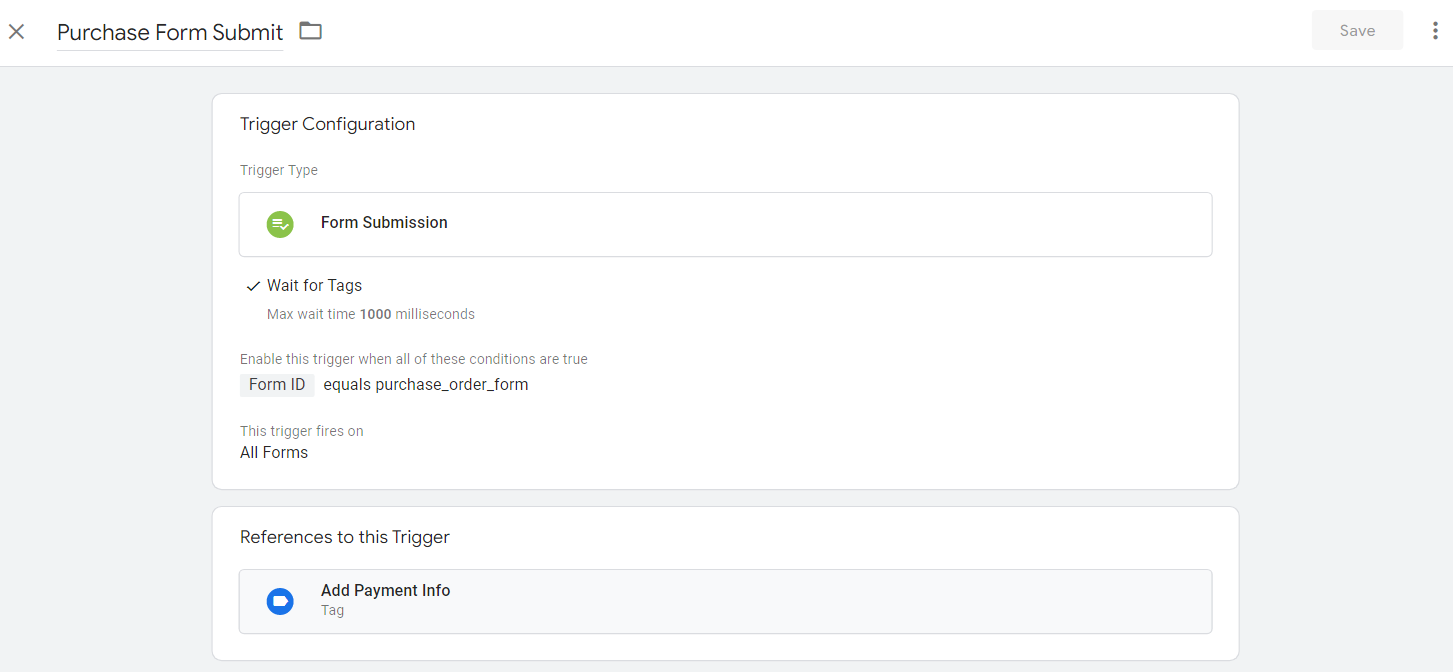 Purchase Form Submit
Save
Trigger Configuration
Trigger Type
Form Submission
Wait for Tags
Max wait time 1000 milliseconds
Enable this trigger when all of these conditions are true
Form ID equals purchase_order_form
This trigger fires on
All Forms
References to this Trigger
Add Payment Info
Tag